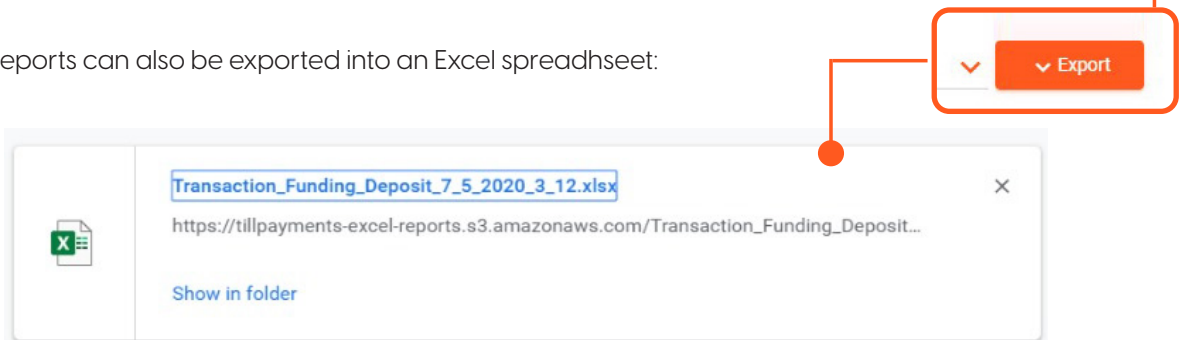 eports can also be exported into an Excel spreadhseet:
Export
Transaction_Funding_Deposit_7_5_2020_3_12.xlsx
https://tillpayments-excel-reports.s3.amazonaws.com/Transaction_Funding_Deposit...
Show in folder